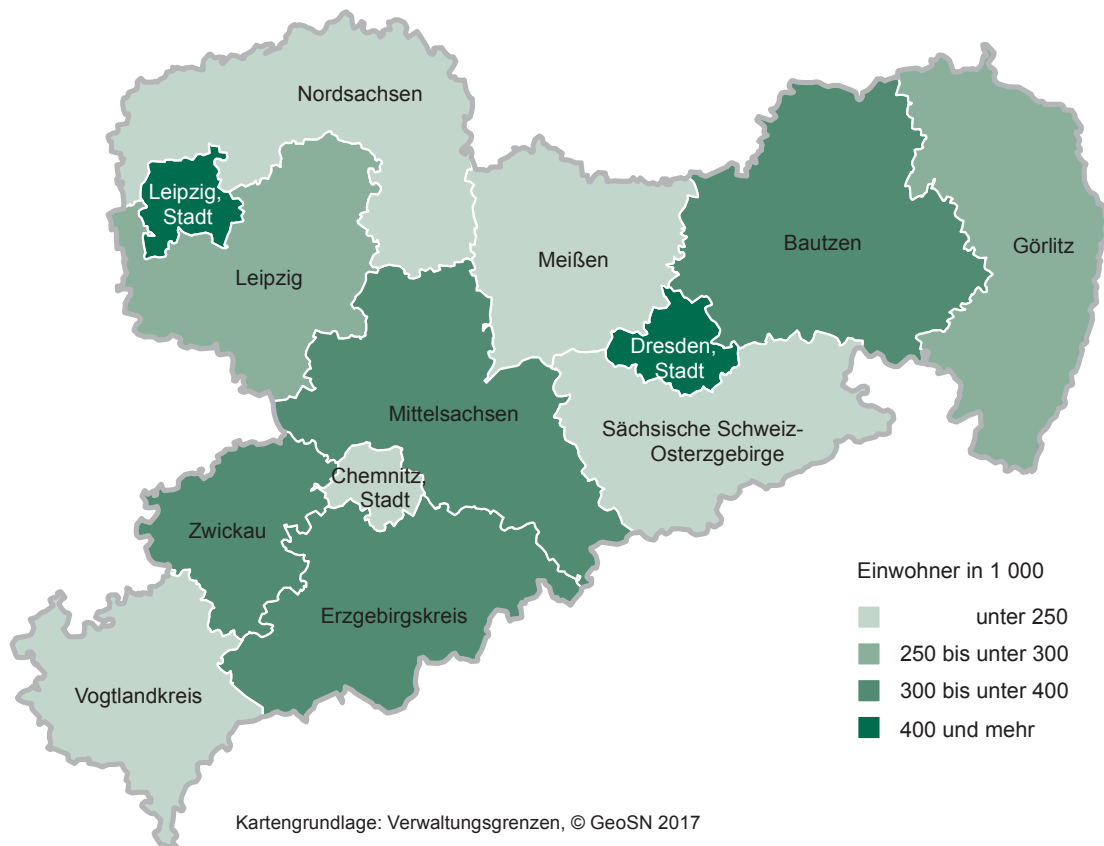 Nordsachsen
Leipzig,
Stadt
Leipzig
Meißen
Bautzen
Görlitz
Dresden,
Stadt
Mittelsachsen
Sächsische Schweiz-
Osterzgebirge
Chemnitz,
Stadt
Zwickau
Erzgebirgskreis
Vogtlandkreis
Einwohner in 1 000
unter 250
250 bis unter 300
300 bis unter 400
400 und mehr
Kartengrundlage: Verwaltungsgrenzen, © GeoSN 2017